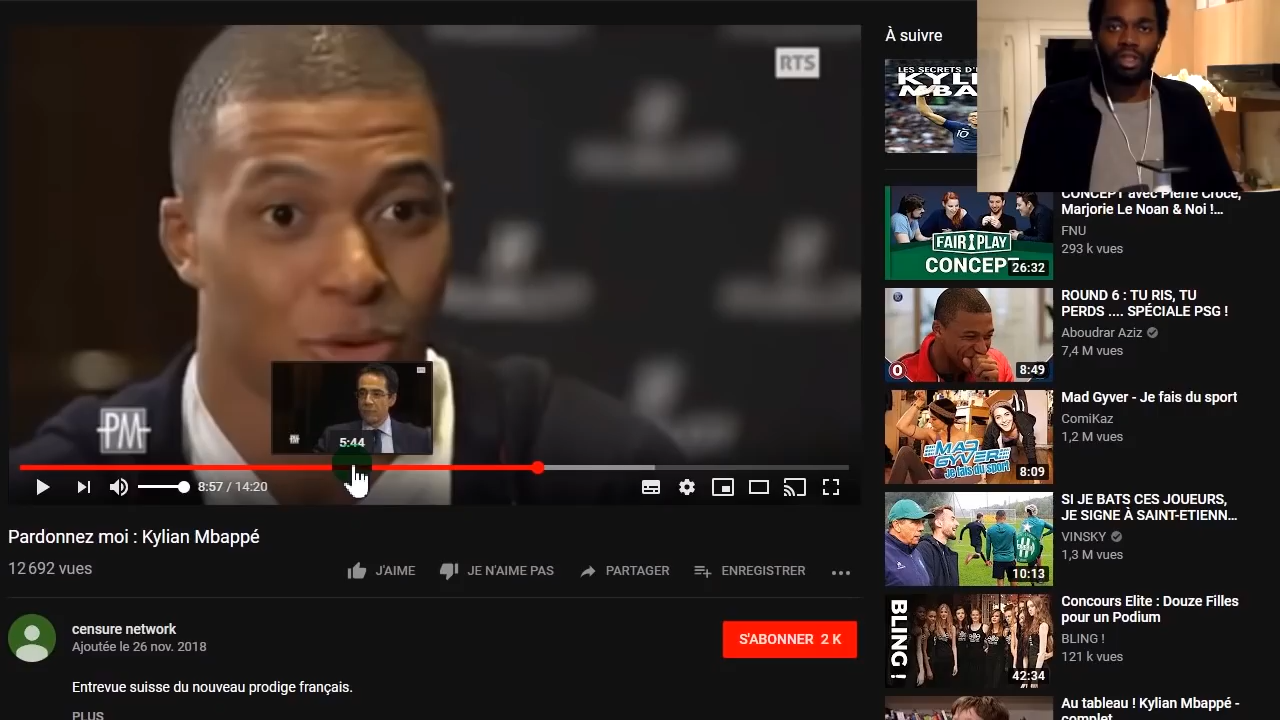 RTS
PM
5:44
8:57 / 14:20
Pardonnez moi : Kylian Mbappé
12 692 vues
J'AIME
JE N'AIME PAS
PARTAGER
ENREGISTRER
censure network
Ajoutée le 26 nov. 2018
S'ABONNER 2 K
Entrevue suisse du nouveau prodige français.
PLUS
À suivre
LES SECRETS
10
CONCEPT avec Pierre Croce,
Marjorie Le Noan & Noi !...
FNU
293 k vues
FAIR PLAY
CONCEPT
26:32
ROUND 6 : TU RIS, TU
PERDS .... SPÉCIALE PSG !
Aboudrar Aziz
7,4 M vues
8:49
Mad Gyver - Je fais du sport
ComiKaz
1,2 M vues
MAD
GYVER
je fais du sport
8:09
SI JE BATS CES JOUEURS,
JE SIGNE À SAINT-ETIENN...
VINSKY
1,3 M vues
10:13
Concours Elite : Douze Filles
pour un Podium
BLING !
121 k vues
BLING !
42:34
Au tableau ! Kylian Mbappé -
complet